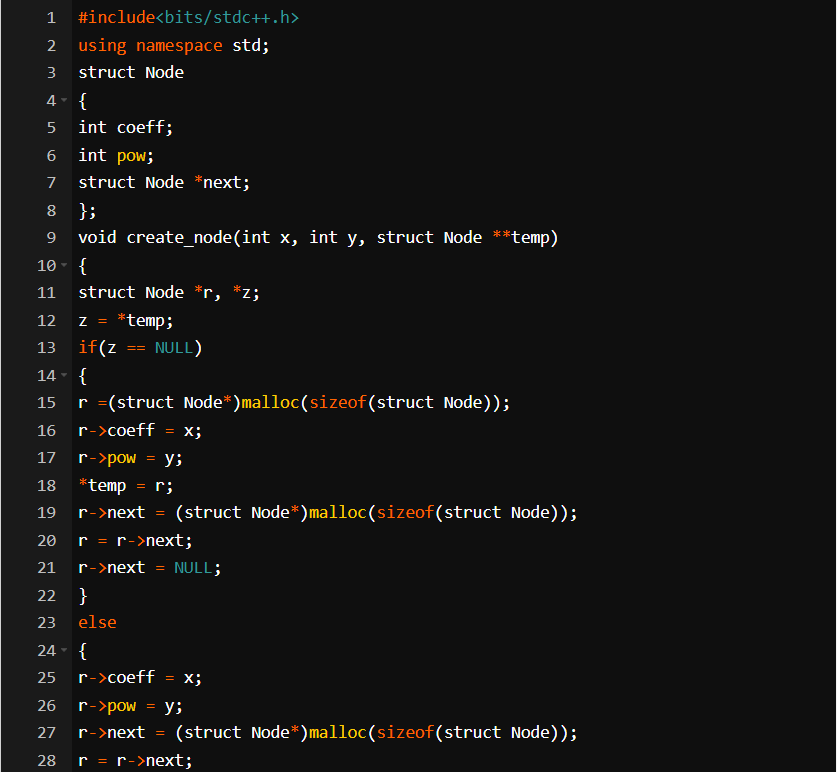 1 #include<bits/stdc++.h>
2 using namespace std;
3 struct Node
4 {
5 int coeff;
6 int pow;
7 struct Node *next;
8 };
9 void create_node(int x, int y, struct Node **temp)
10 {
11 struct Node *r, *z;
12 z = *temp;
13 if(z == NULL)
14 {
15 r =(struct Node*)malloc(sizeof(struct Node));
16 r->coeff = x;
17 r->pow = y;
18 *temp = r;
19 r->next = (struct Node*)malloc(sizeof(struct Node));
20 r = r->next;
21 r->next = NULL;
22 }
23 else
24 {
25 r->coeff = x;
26 r->pow = y;
27 r->next = (struct Node*)malloc(sizeof(struct Node));
28 r = r->next;